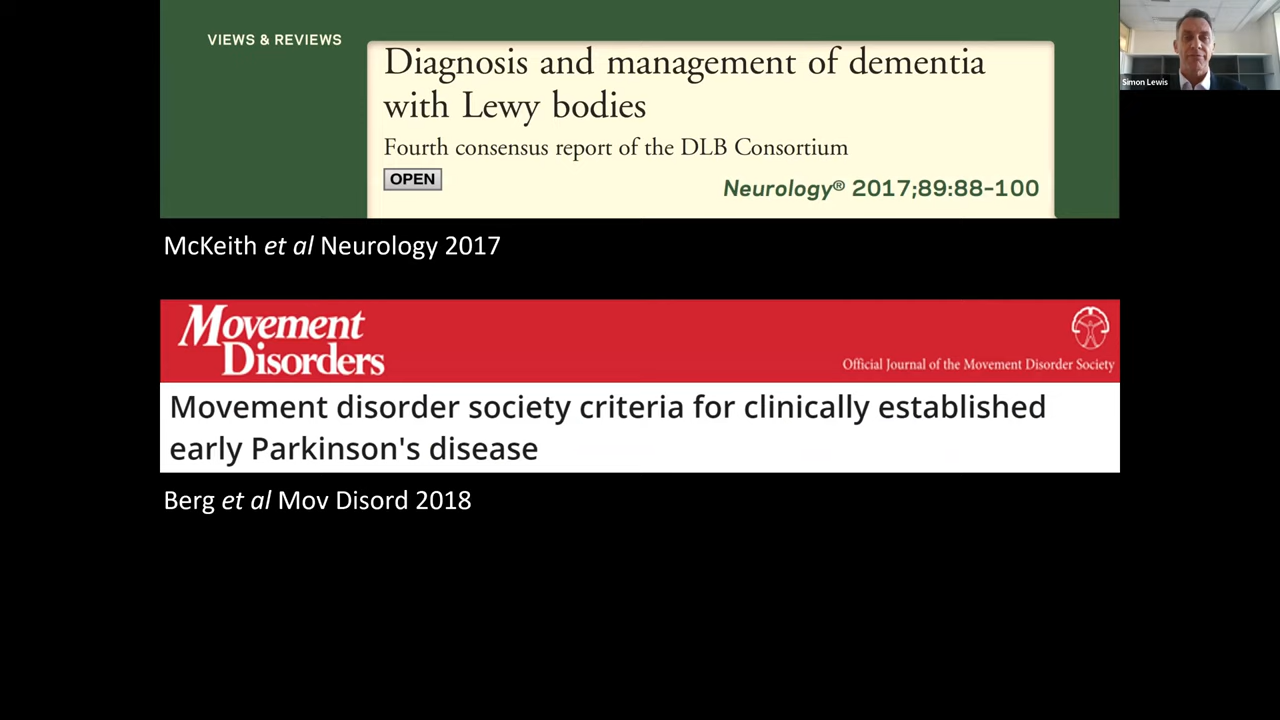 VIEWS & REVIEWS
Diagnosis and management of dementia
with Lewy bodies
Fourth consensus report of the DLB Consortium
OPEN
Neurology® 2017;89:88–100
McKeith et al Neurology 2017
Simon Lewis
Movement
Disorders
Official Journal of the Movement Disorder Society
Movement disorder society criteria for clinically established
early Parkinson's disease
Berg et al Mov Disord 2018